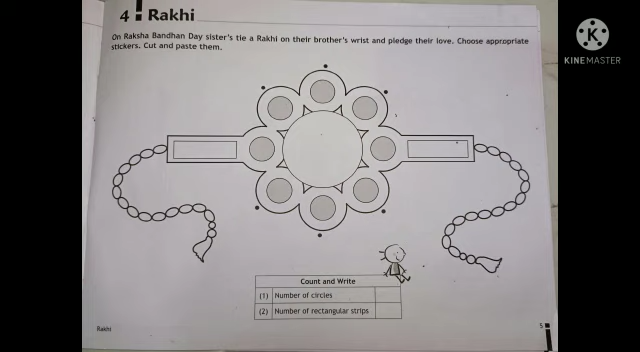 4 Rakhi
On Raksha Bandhan Day sister's tie a Rakhi on their brother's wrist and pledge their love. Choose appropriate
stickers. Cut and paste them.
K
KINEMASTER
Count and Write
(1) Number of circles
(2) Number of rectangular strips
Rakhi
5